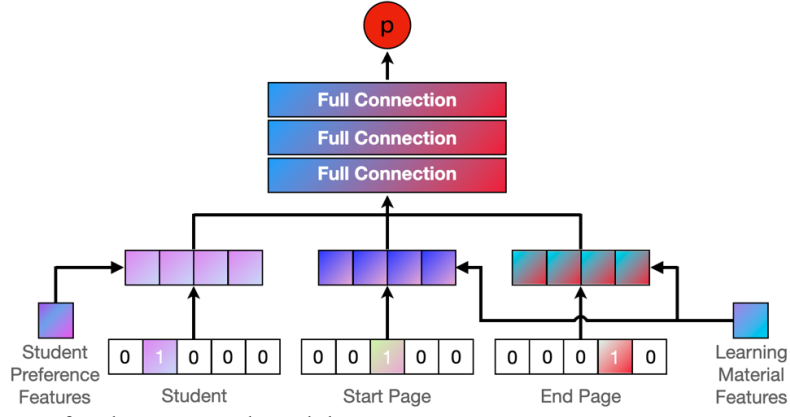 p
Full Connection
Full Connection
Full Connection
0 1 0 0 0
0 0 1 0 0
0 0 0 1 0
Student
Preference
Features
Student
Start Page
End Page
Learning
Material
Features